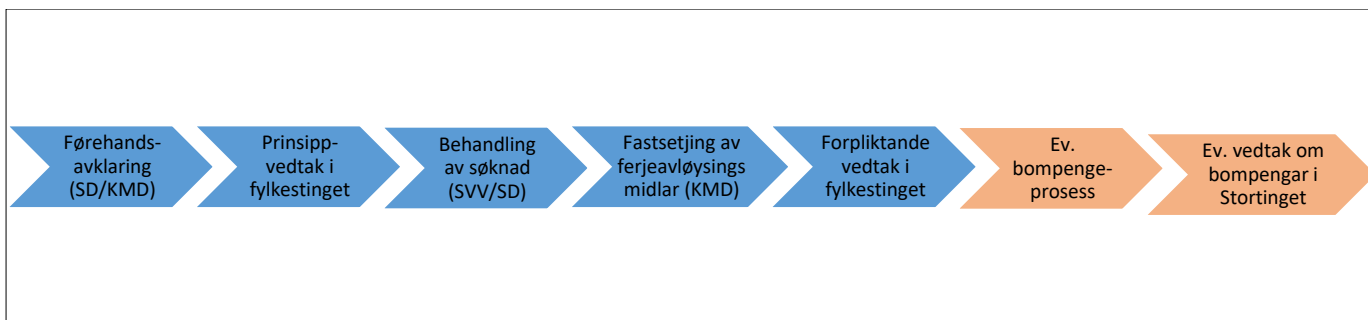 Førehands-
avklaring
(SD/KMD)
Prinsipp-
vedtak i
fylkestinget
Behandling
av søknad
(SVV/SD)
Fastsetjing av
ferjeavløysings
midlar (KMD)
Forpliktande
vedtak i
fylkestinget
Ev.
bompenge-
prosess
Ev. vedtak om
bompengar i
Stortinget